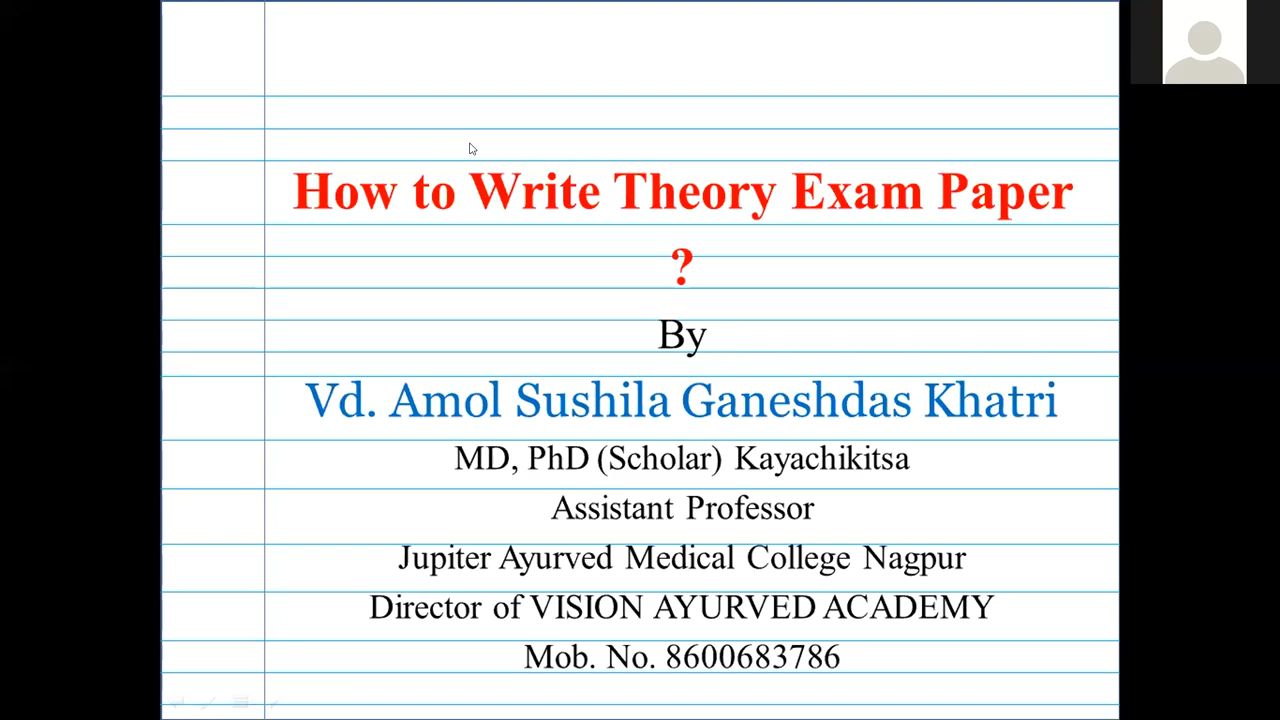 How to Write Theory Exam Paper
?
By
Vd. Amol Sushila Ganeshdas Khatri
MD, PhD (Scholar) Kayachikitsa
Assistant Professor
Jupiter Ayurved Medical College Nagpur
Director of VISION AYURVED ACADEMY
Mob. No. 8600683786